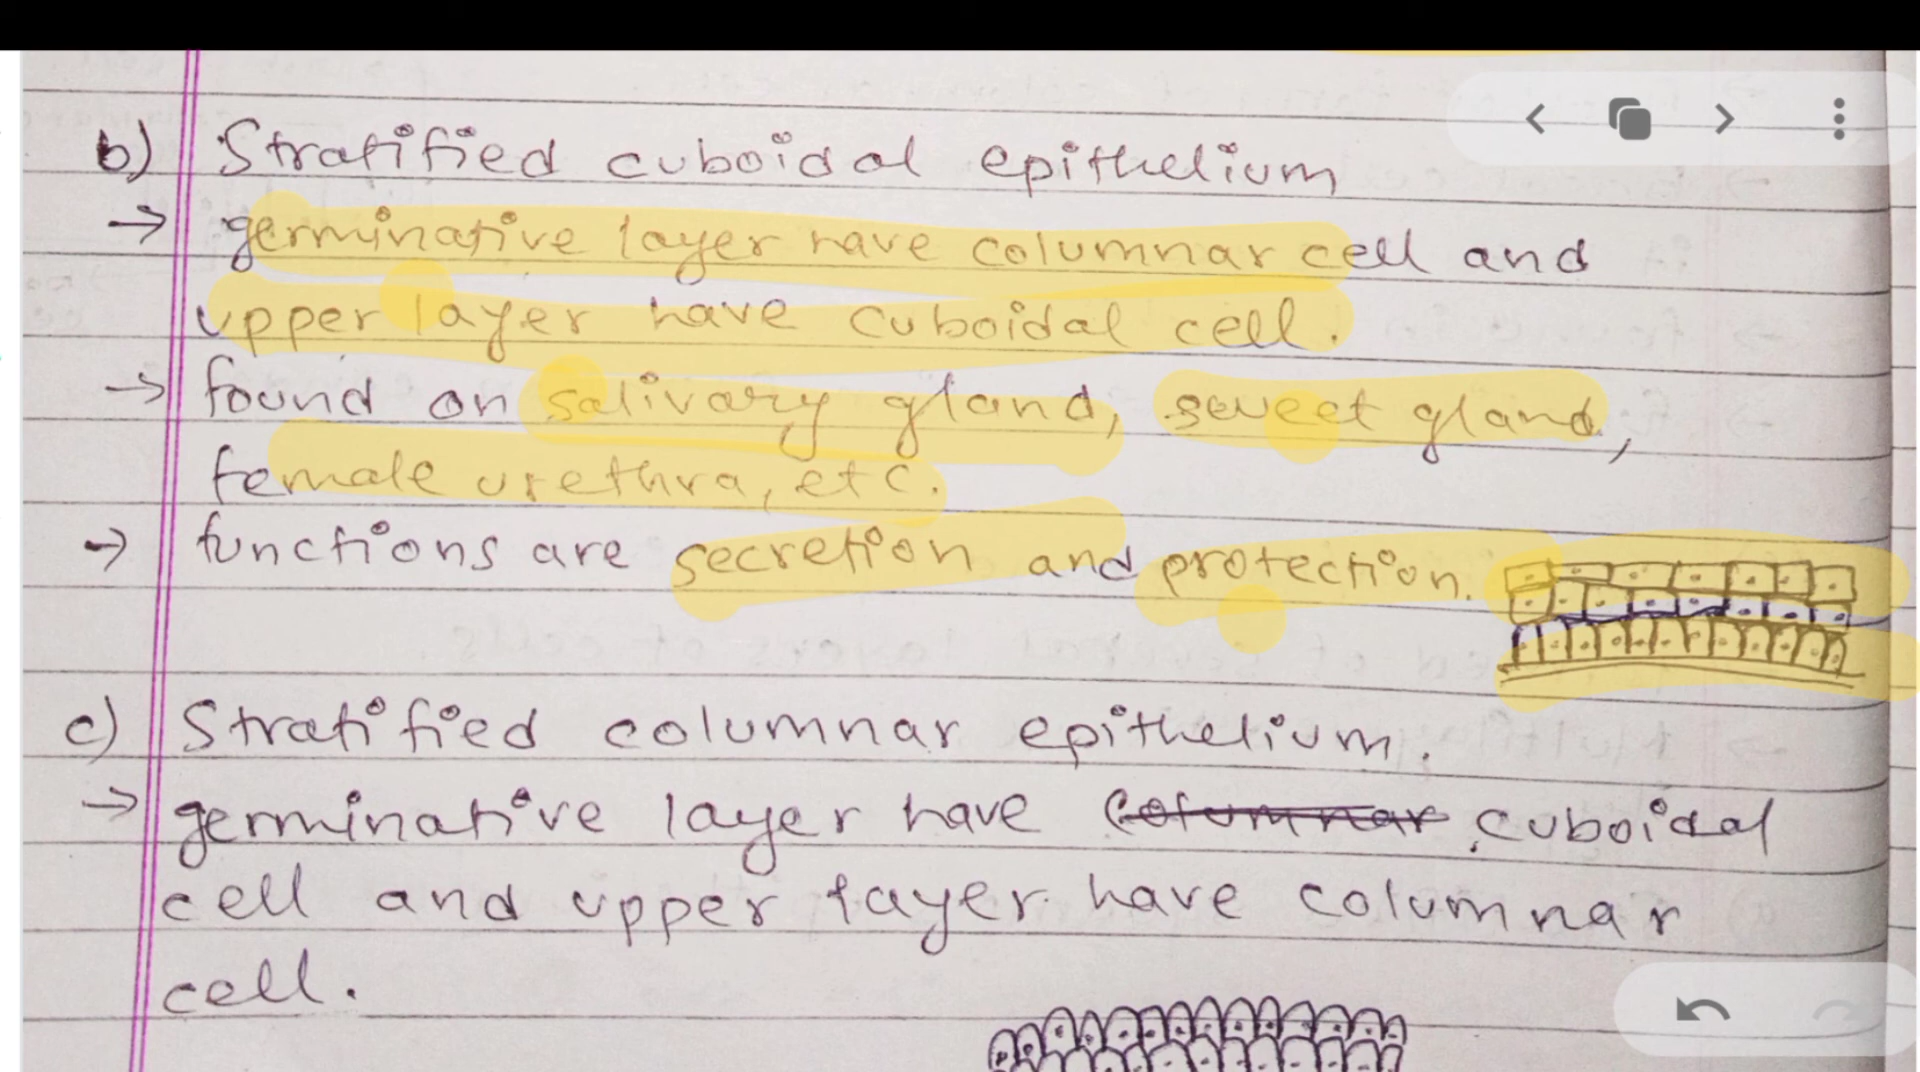 b) Stratified cuboidal epithelium
→ germinative layer have columnar cell and
upper layer have cuboidal cell.
→ found on salivary gland, sweet gland,
female urethra, etc.
→ functions are secretion and protection.
c) Stratified columnar epithelium.
→ germinative layer have columnar cuboidal
cell and upper layer have columnar
cell.